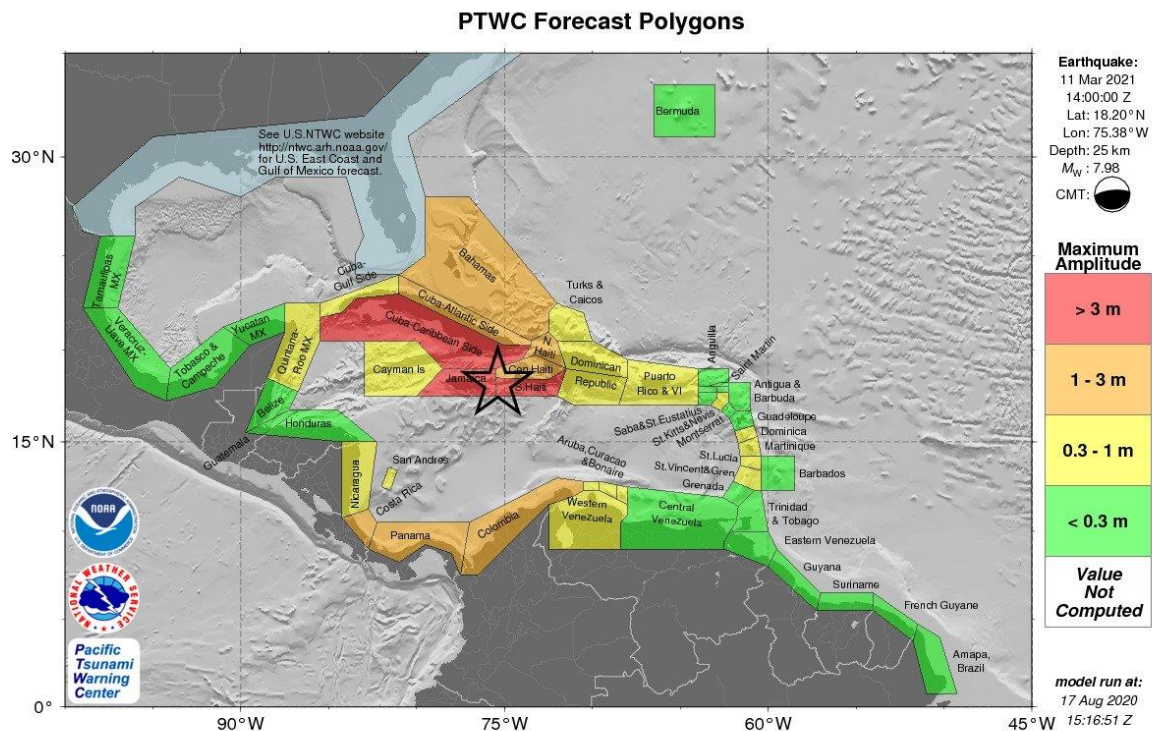 PTWC Forecast Polygons
Earthquake:
11 Mar 2021
14:00:00 Z
Lat: 18.20°N
Lon: 75.38°W
Depth: 25 km
Mw : 7.98
CMT:
Maximum
Amplitude
> 3 m
1 - 3 m
0.3 - 1 m
< 0.3 m
Value
Not
Computed
model run at:
17 Aug 2020
15:16:51 Z
See U.S.NTWC website
http://ntwc.arh.noaa.gov/
for U.S. East Coast and
Gulf of Mexico forecast.
Bermuda
30°N
15°N
0°
90°W
75°W
60°W
45°W
Tamaulipas
MX
Veracruz-
Llave MX
Tobasco &
Campeche
Yucatan
MX
Quintana-
Roo MX
Belize
Guatemala
Honduras
Nicaragua
San Andres
Costa Rica
Panama
Colombia
Cuba-
Gulf Side
Bahamas
Cuba-Atlantic Side
Cuba-Caribbean Side
Cayman Is
Jamaica
N.
Haiti
Cen.Haiti
S.Haiti
Turks &
Caicos
Dominican
Republic
Puerto
Rico & VI
Anguilla
Saint Martin
Antigua &
Barbuda
Saba&St.Eustatius
St.Kitts&Nevis
Montserrat
Guadeloupe
Dominica
Martinique
St.Lucia
St.Vincent&Gren
Grenada
Barbados
Aruba,Curacao
&Bonaire
Western
Venezuela
Central
Venezuela
Trinidad
& Tobago
Eastern Venezuela
Guyana
Suriname
French Guyane
Amapa,
Brazil
NOAA
NATIONAL WEATHER SERVICE
Pacific
Tsunami
Warning
Center